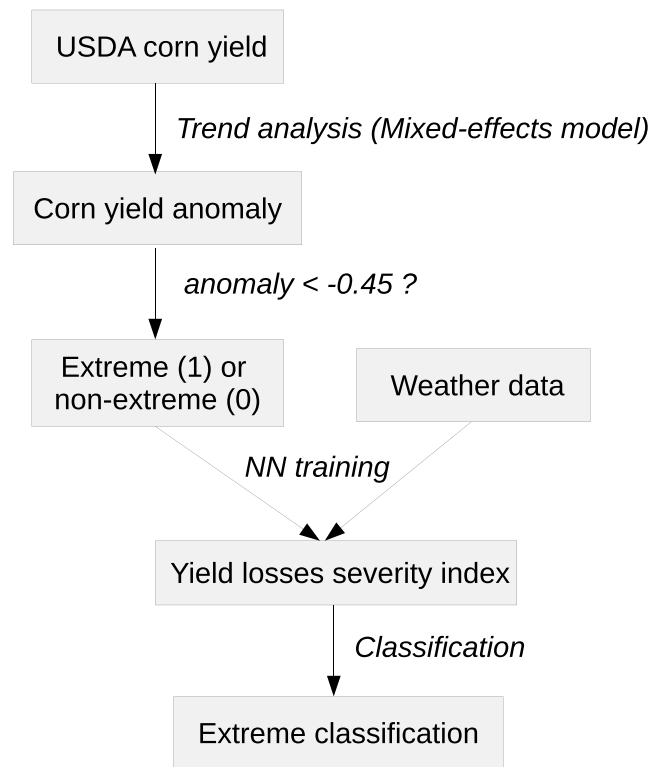 USDA corn yield
Trend analysis (Mixed-effects model)
Corn yield anomaly
anomaly < -0.45 ?
Extreme (1) or
non-extreme (0)
Weather data
NN training
Yield losses severity index
Classification
Extreme classification